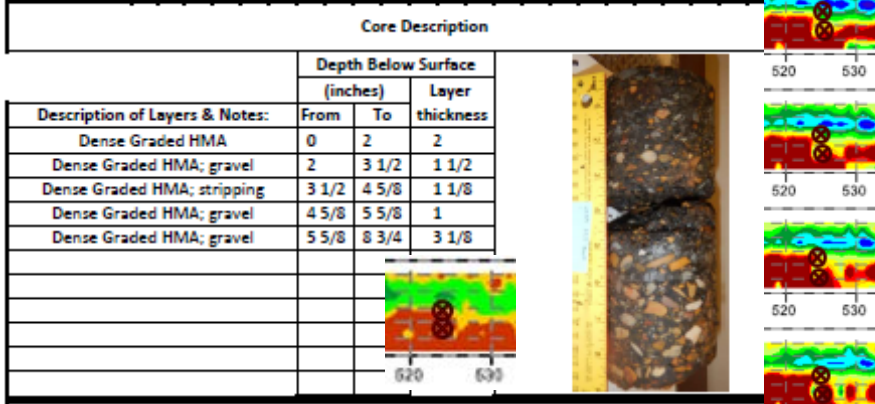 Core Description
Depth Below Surface
(inches) Layer
Description of Layers & Notes: From To thickness
Dense Graded HMA 0 2 2
Dense Graded HMA; gravel 2 3 1/2 1 1/2
Dense Graded HMA; stripping 3 1/2 4 5/8 1 1/8
Dense Graded HMA; gravel 4 5/8 5 5/8 1
Dense Graded HMA; gravel 5 5/8 8 3/4 3 1/8
520 530
520 530
520 530
520 530